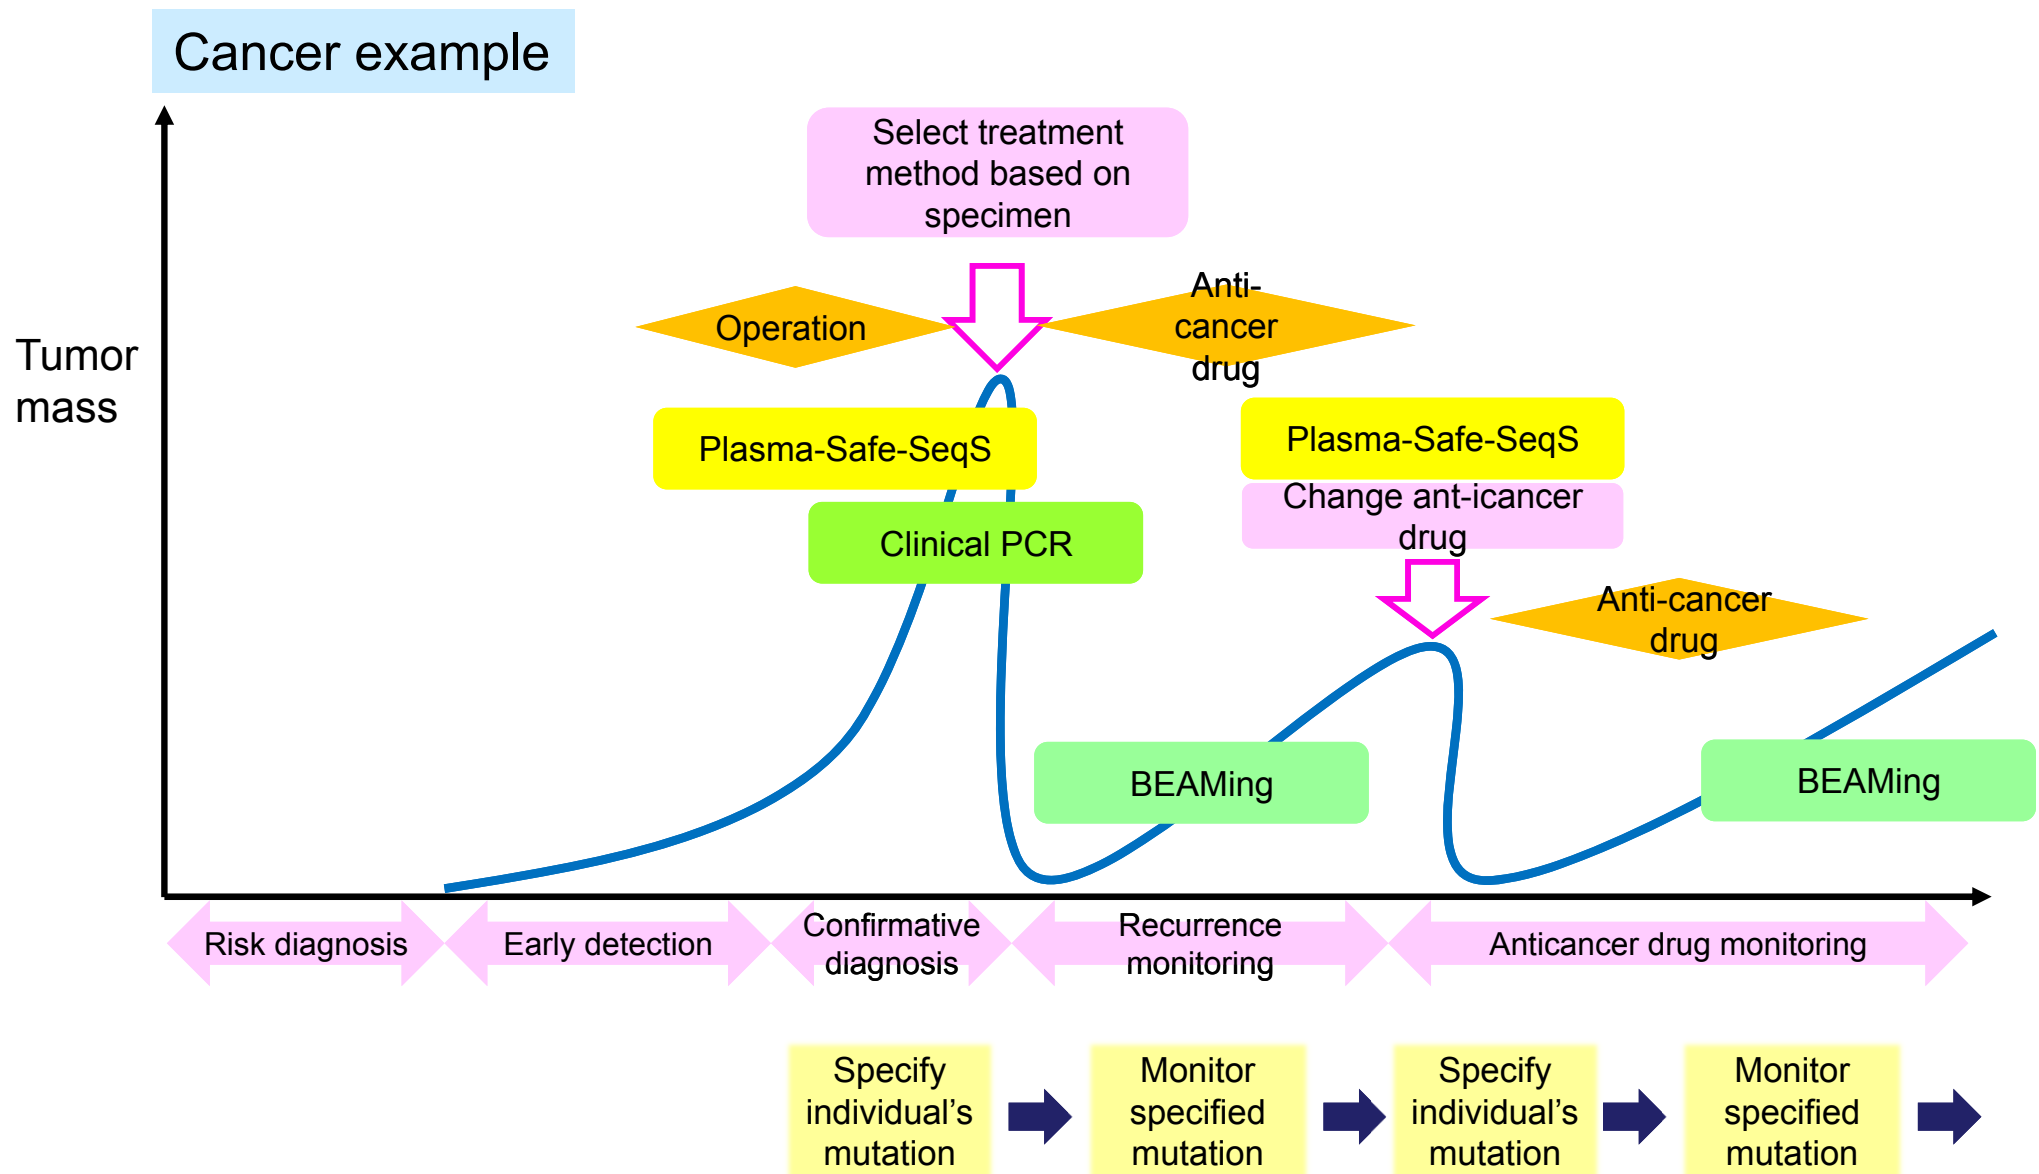 Cancer example
Select treatment
method based on
specimen
Operation
Anti-
cancer
drug
Tumor
mass
Plasma-Safe-SeqS
Plasma-Safe-SeqS
Change ant-icancer
drug
Clinical PCR
Anti-cancer
drug
BEAMing
BEAMing
Risk diagnosis
Early detection
Confirmative
diagnosis
Recurrence
monitoring
Anticancer drug monitoring
Specify
individual’s
mutation
Monitor
specified
mutation
Specify
individual’s
mutation
Monitor
specified
mutation